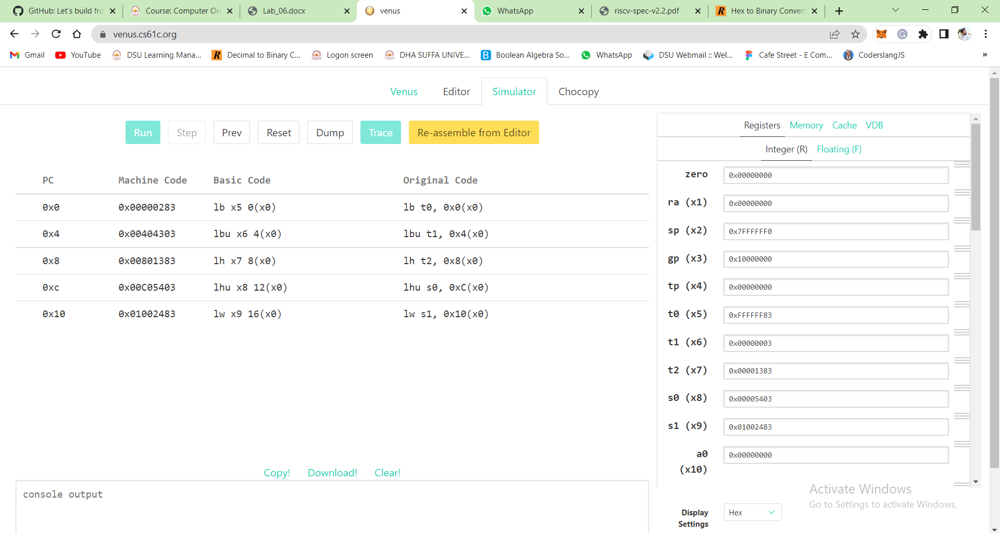 GitHub: Let's build fro
Course: Computer Org
Lab_06.docx
venus
WhatsApp
riscv-spec-v2.2.pdf
Hex to Binary Convert
venus.cs61c.org
Gmail
YouTube
DSU Learning Mana...
Decimal to Binary C...
Logon screen
DHA SUFFA UNIVE...
Boolean Algebra So...
WhatsApp
DSU Webmail :: Wel...
Cafe Street - E Com...
CoderslangJS
»
Venus Editor Simulator Chocopy
Run Step Prev Reset Dump Trace Re-assemble from Editor
PC Machine Code Basic Code Original Code
0x0 0x00000283 lb x5 0(x0) lb t0, 0x0(x0)
0x4 0x00404303 lbu x6 4(x0) lbu t1, 0x4(x0)
0x8 0x00801383 lh x7 8(x0) lh t2, 0x8(x0)
0xc 0x00C05403 lhu x8 12(x0) lhu s0, 0xC(x0)
0x10 0x01002483 lw x9 16(x0) lw s1, 0x10(x0)
Copy! Download! Clear!
console output
Registers Memory Cache VDB
Integer (R) Floating (F)
zero 0x00000000
ra (x1) 0x00000000
sp (x2) 0x7FFFFFF0
gp (x3) 0x10000000
tp (x4) 0x00000000
t0 (x5) 0xFFFFFF83
t1 (x6) 0x00000003
t2 (x7) 0x00001383
s0 (x8) 0x00005403
s1 (x9) 0x01002483
a0 0x00000000
(x10)
Activate Windows
Go to Settings to activate Windows.
Display Hex
Settings